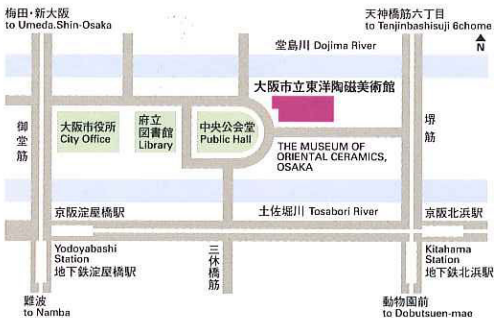 梅田・新大阪
to Umeda.Shin-Osaka
天神橋筋六丁目
to Tenjinbashisuji 6chome
N
堂島川 Dojima River
大阪市立東洋陶磁美術館
御堂筋
大阪市役所
City Office
府立
図書館
Library
中央公会堂
Public Hall
堺筋
THE MUSEUM OF
ORIENTAL CERAMICS,
OSAKA
京阪淀屋橋駅
土佐堀川 Tosabori River
京阪北浜駅
Yodoyabashi
Station
地下鉄淀屋橋駅
三休橋筋
Kitahama
Station
地下鉄北浜駅
難波
to Namba
動物園前
to Dobutsuen-mae